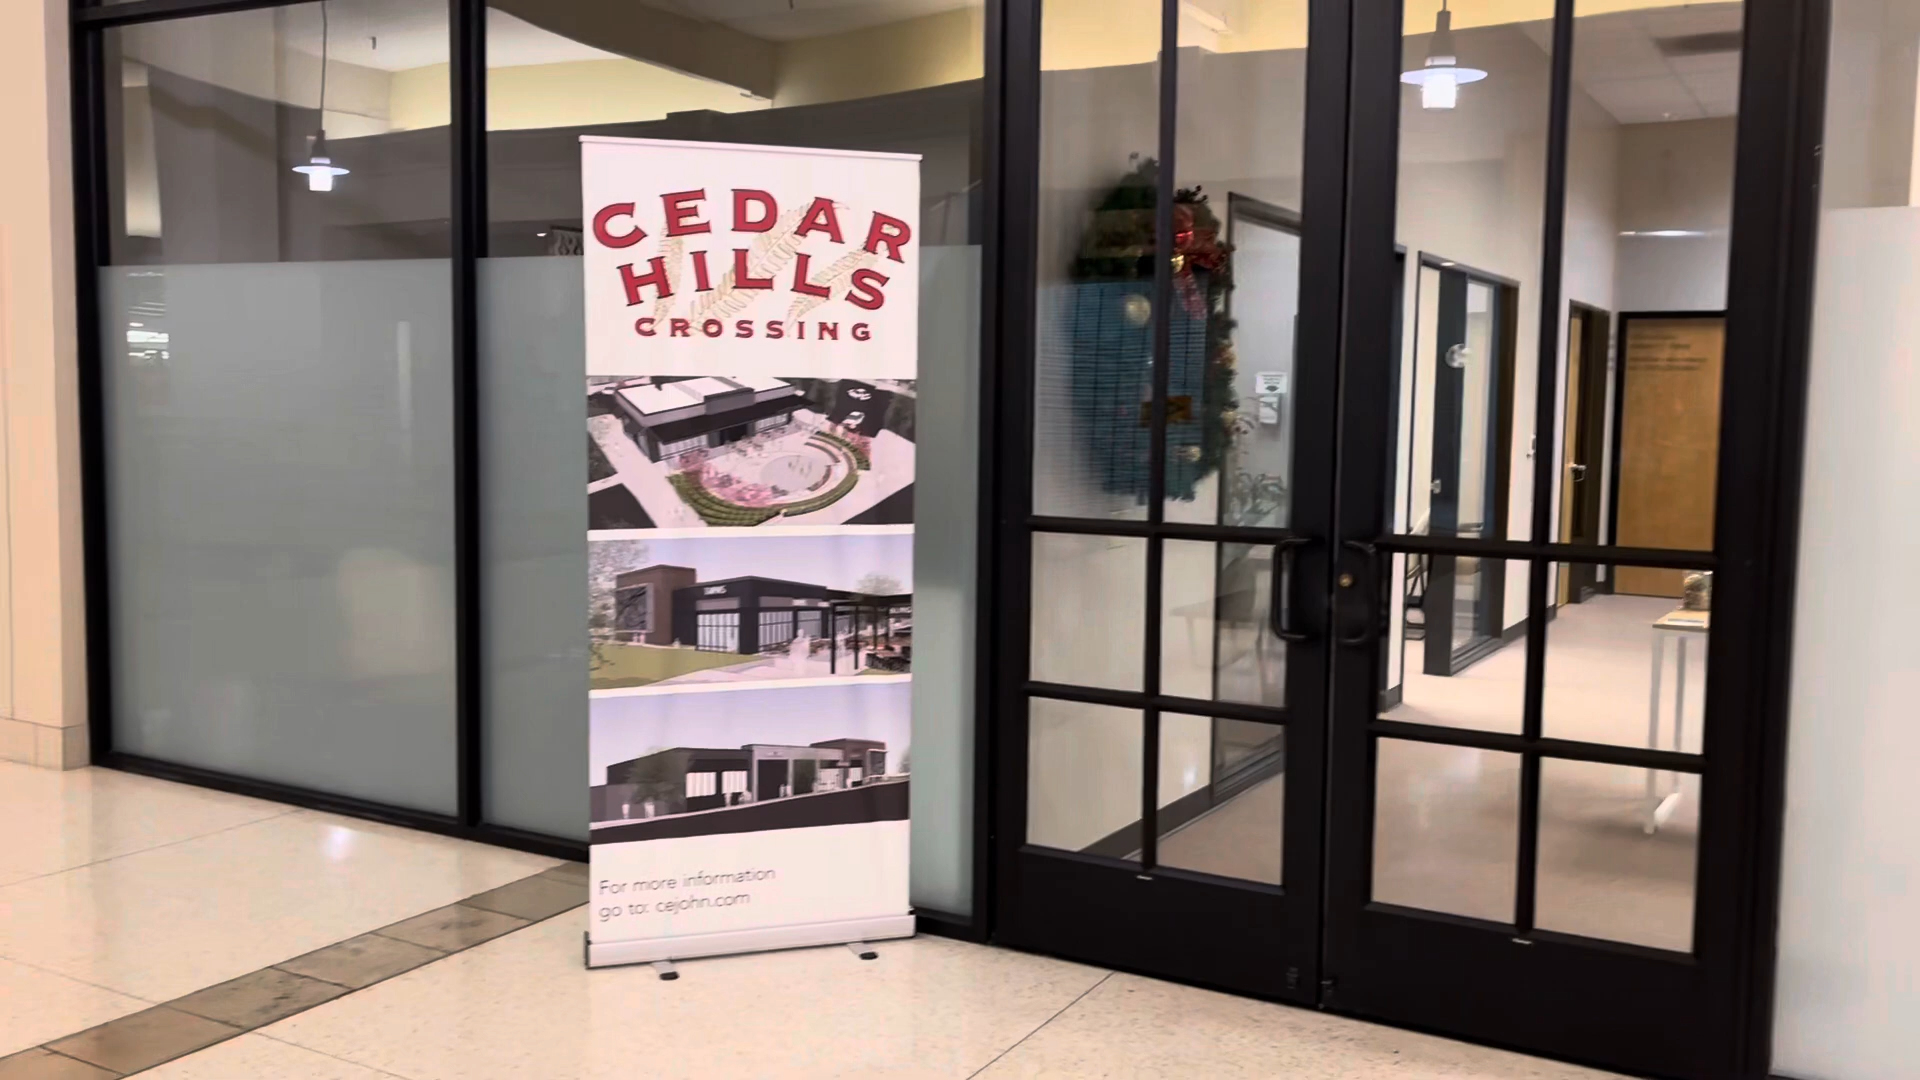 CEDAR
HILLS
CROSSING
For more information
go to: cejohn.com